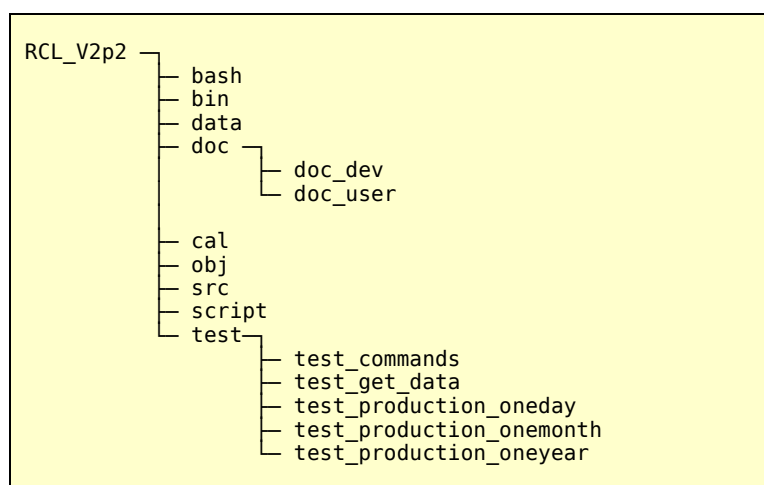 RCL_V2p2
bash
bin
data
doc
doc_dev
doc_user
cal
obj
src
script
test
test_commands
test_get_data
test_production_oneday
test_production_onemonth
test_production_oneyear